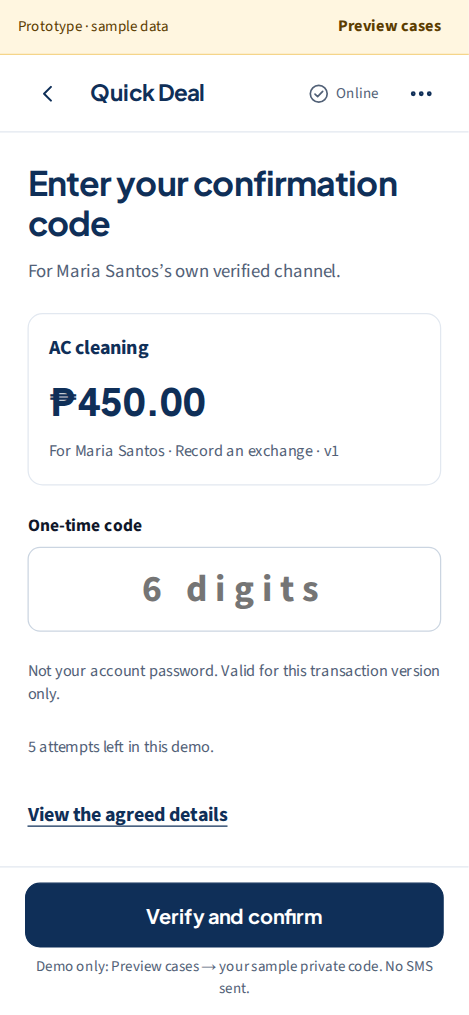 Prototype · sample data
Preview cases
Quick Deal
Online
Enter your confirmation
code
For Maria Santos’s own verified channel.
AC cleaning
₱450.00
For Maria Santos · Record an exchange · v1
One-time code
6 digits
Not your account password. Valid for this transaction version
only.
5 attempts left in this demo.
View the agreed details
Verify and confirm
Demo only: Preview cases → your sample private code. No SMS
sent.